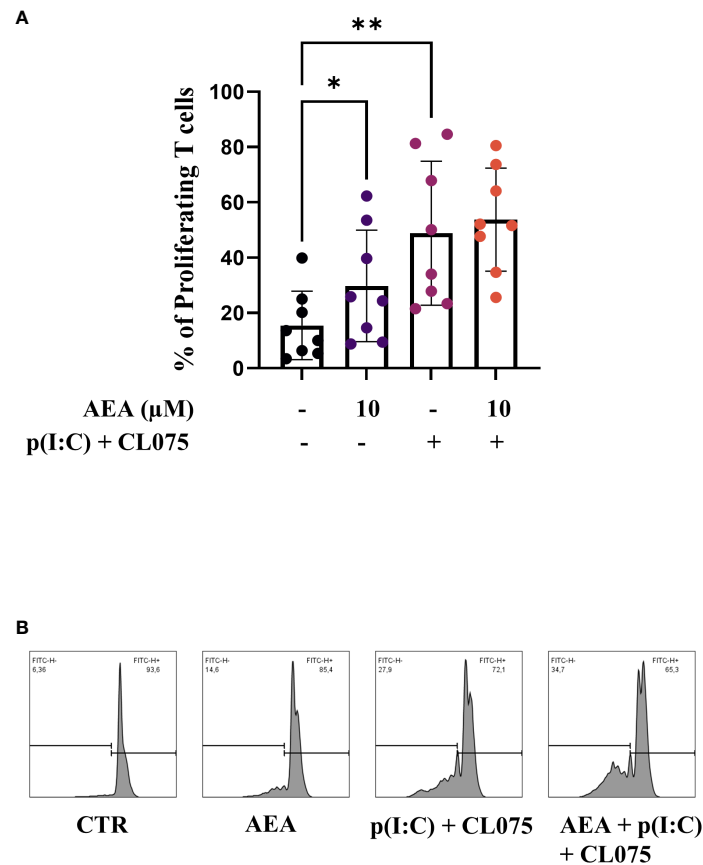 A
**
*
% of Proliferating T cells
100
80
60
40
20
0
AEA (µM) - 10 - 10
p(I:C) + CL075 - - + +
B
FITC-H- FITC-H+
6,36 93,6
FITC-H- FITC-H+
14,6 85,4
FITC-H- FITC-H+
27,9 72,1
FITC-H- FITC-H+
34,7 65,3
CTR
AEA
p(I:C) + CL075
AEA + p(I:C)
+ CL075